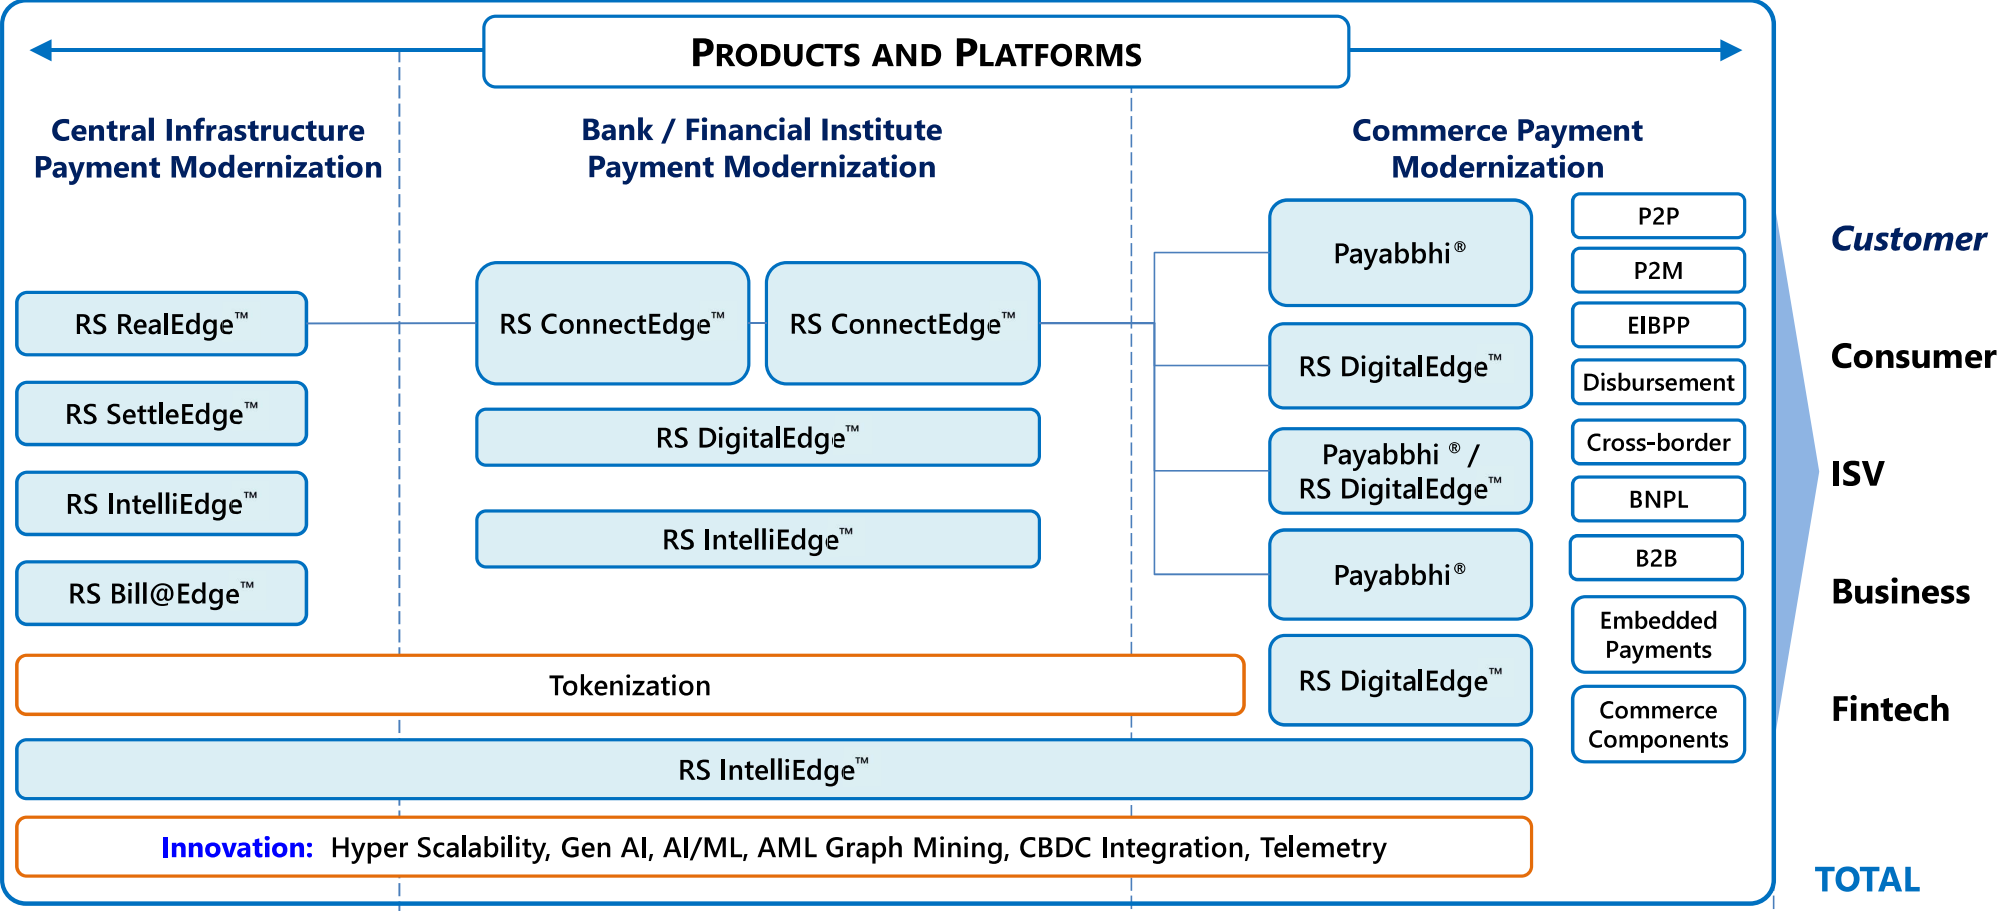 PRODUCTS AND PLATFORMS
Central Infrastructure
Payment Modernization
RS RealEdge™
RS SettleEdge™
RS IntelliEdge™
RS Bill@Edge™
Bank / Financial Institute
Payment Modernization
RS ConnectEdge™
RS ConnectEdge™
RS DigitalEdge™
RS IntelliEdge™
Commerce Payment
Modernization
Payabbhi®
RS DigitalEdge™
Payabbhi ® /
RS DigitalEdge™
Payabbhi®
RS DigitalEdge™
P2P
P2M
EIBPP
Disbursement
Cross-border
BNPL
B2B
Embedded
Payments
Commerce
Components
Tokenization
RS IntelliEdge™
Innovation: Hyper Scalability, Gen AI, AI/ML, AML Graph Mining, CBDC Integration, Telemetry
Customer
Consumer
ISV
Business
Fintech
TOTAL